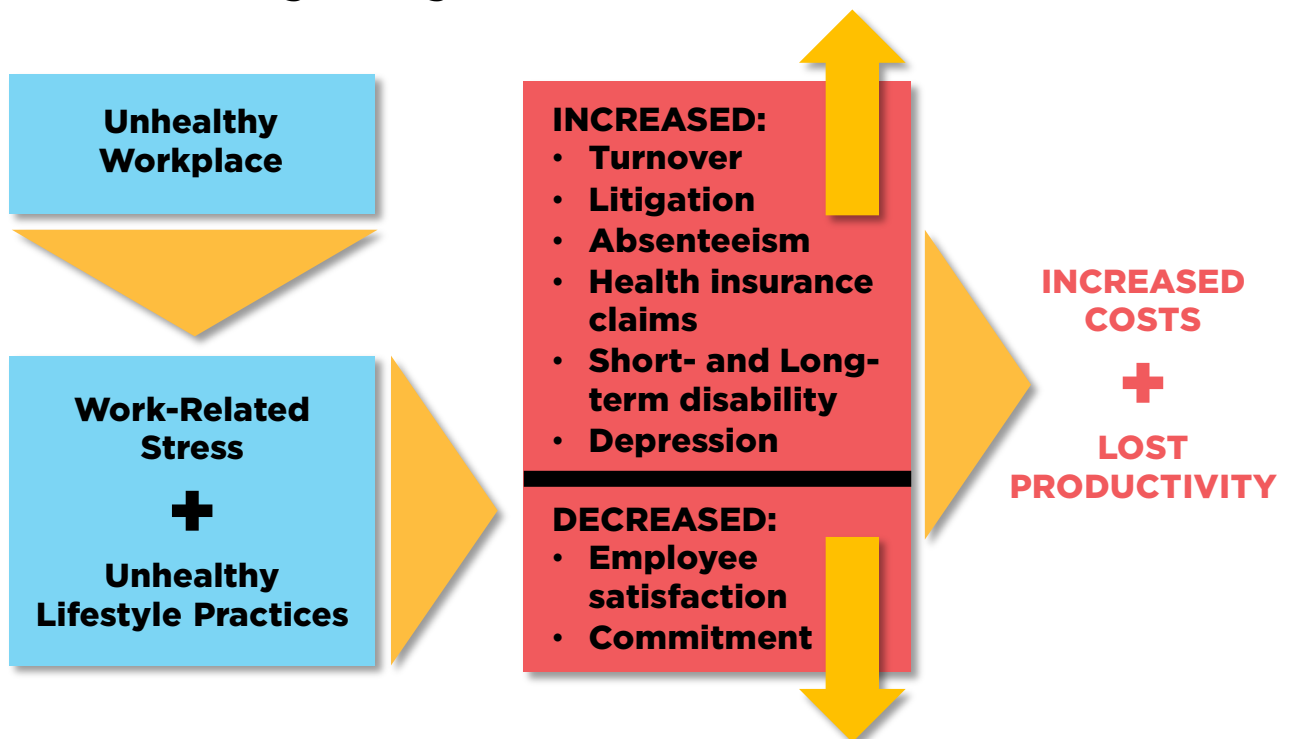 Unhealthy
Workplace
Work-Related
Stress
+
Unhealthy
Lifestyle Practices
INCREASED:
• Turnover
• Litigation
• Absenteeism
• Health insurance
claims
• Short- and Long-
term disability
• Depression
DECREASED:
• Employee
satisfaction
• Commitment
INCREASED
COSTS
+
LOST
PRODUCTIVITY